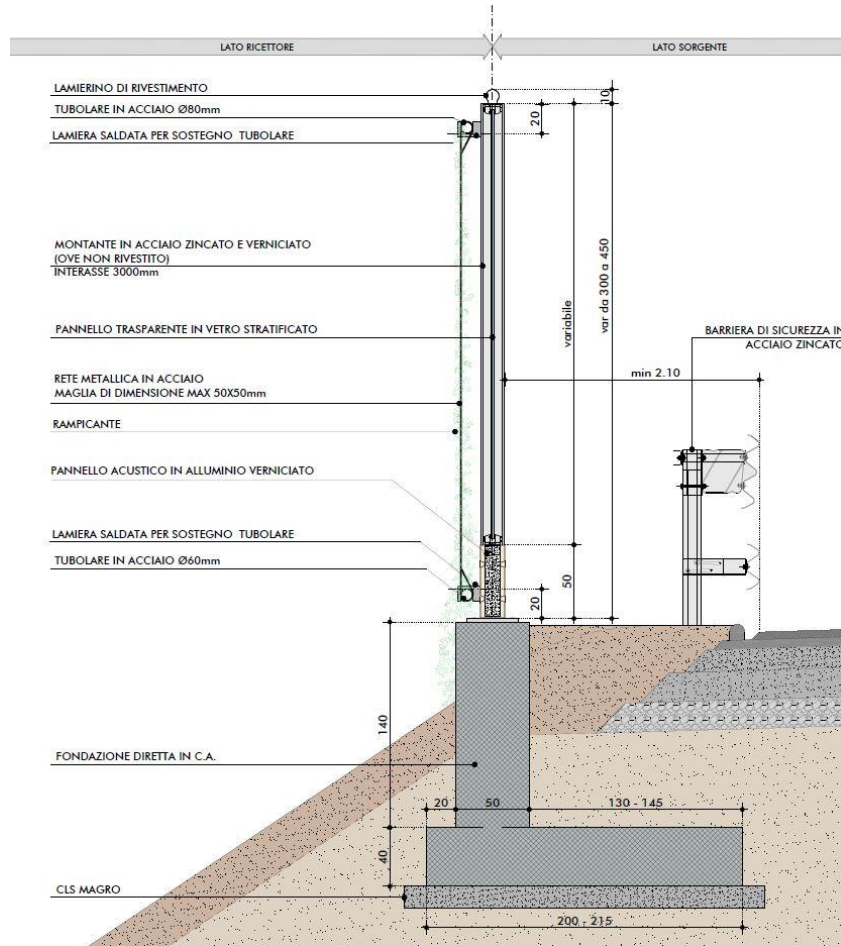 LATO RICETTORE
LATO SORGENTE
LAMIERINO DI RIVESTIMENTO
TUBOLARE IN ACCIAIO Ø80mm
LAMIERA SALDATA PER SOSTEGNO TUBOLARE
10
20
MONTANTE IN ACCIAIO ZINCATO E VERNICIATO
(OVE NON RIVESTITO)
INTERASSE 3000mm
variabile
var da 300 a 450
PANNELLO TRASPARENTE IN VETRO STRATIFICATO
BARRIERA DI SICUREZZA IN
ACCIAIO ZINCATO
min 2.10
RETE METALLICA IN ACCIAIO
MAGLIA DI DIMENSIONE MAX 50X50mm
RAMPICANTE
PANNELLO ACUSTICO IN ALLUMINIO VERNICIATO
LAMIERA SALDATA PER SOSTEGNO TUBOLARE
TUBOLARE IN ACCIAIO Ø60mm
50
20
140
FONDAZIONE DIRETTA IN C.A.
20
50
130 - 145
40
CLS MAGRO
200 - 215